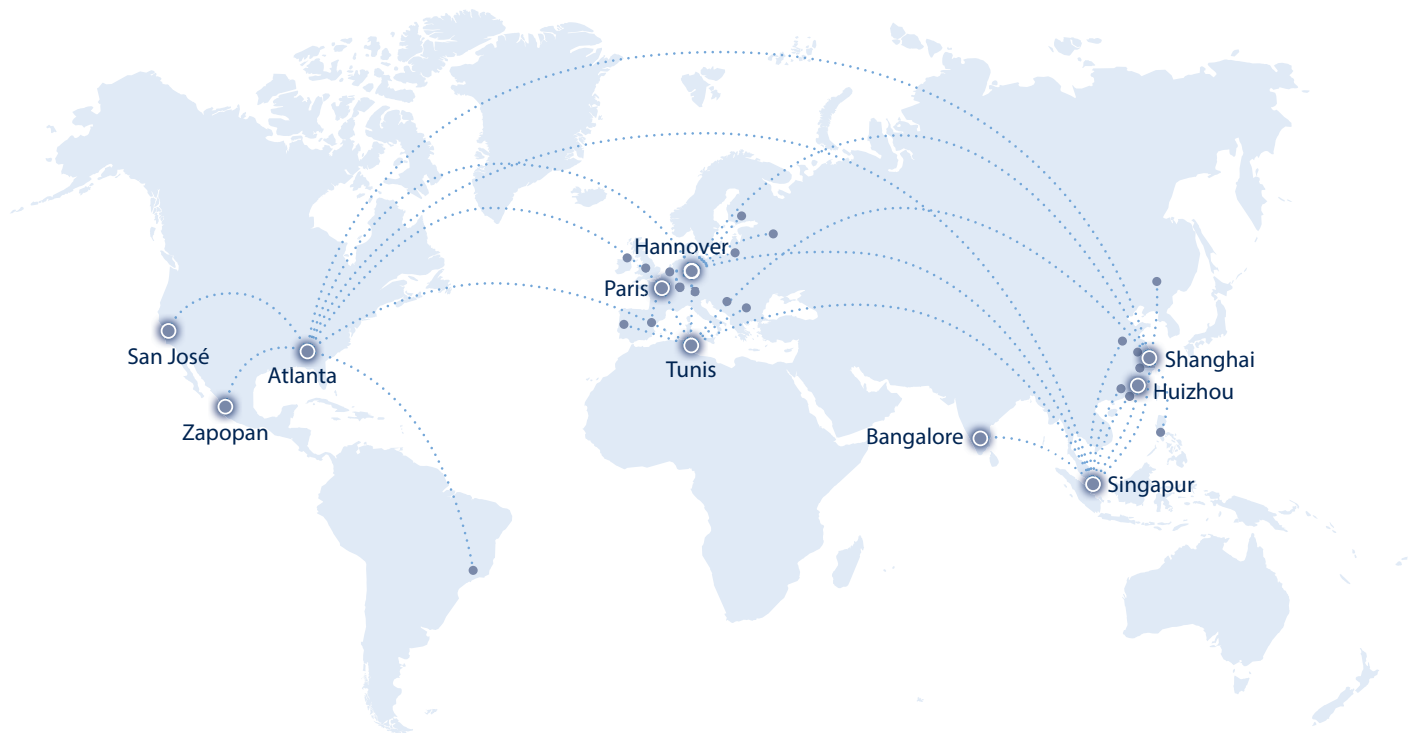 Hannover
Paris
San José
Atlanta
Tunis
Shanghai
Huizhou
Zapopan
Bangalore
Singapur